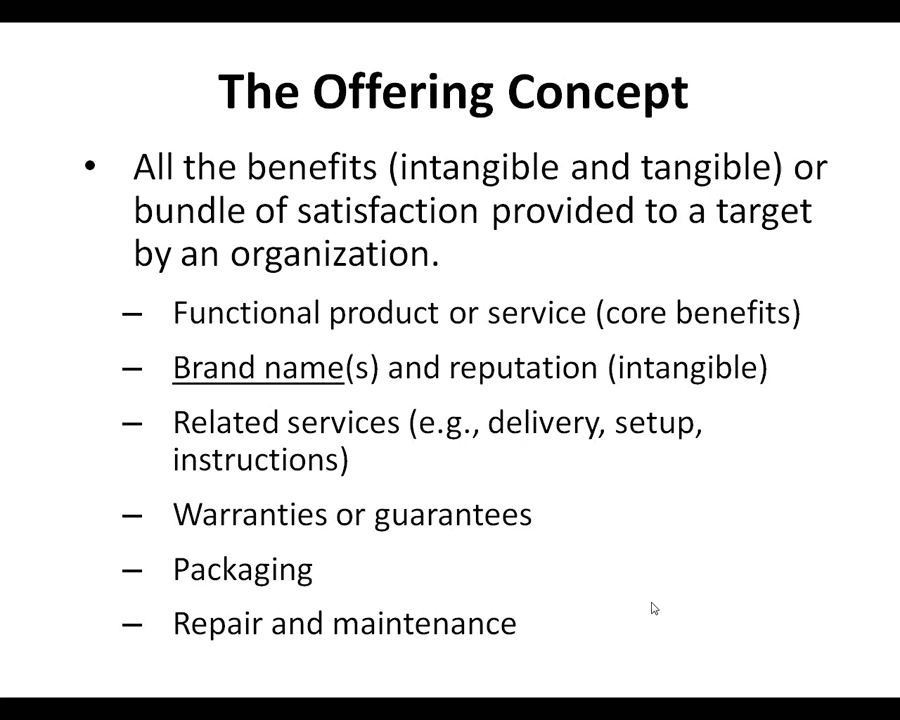 The Offering Concept
• All the benefits (intangible and tangible) or
bundle of satisfaction provided to a target
by an organization.
– Functional product or service (core benefits)
– Brand name(s) and reputation (intangible)
– Related services (e.g., delivery, setup,
instructions)
– Warranties or guarantees
– Packaging
– Repair and maintenance